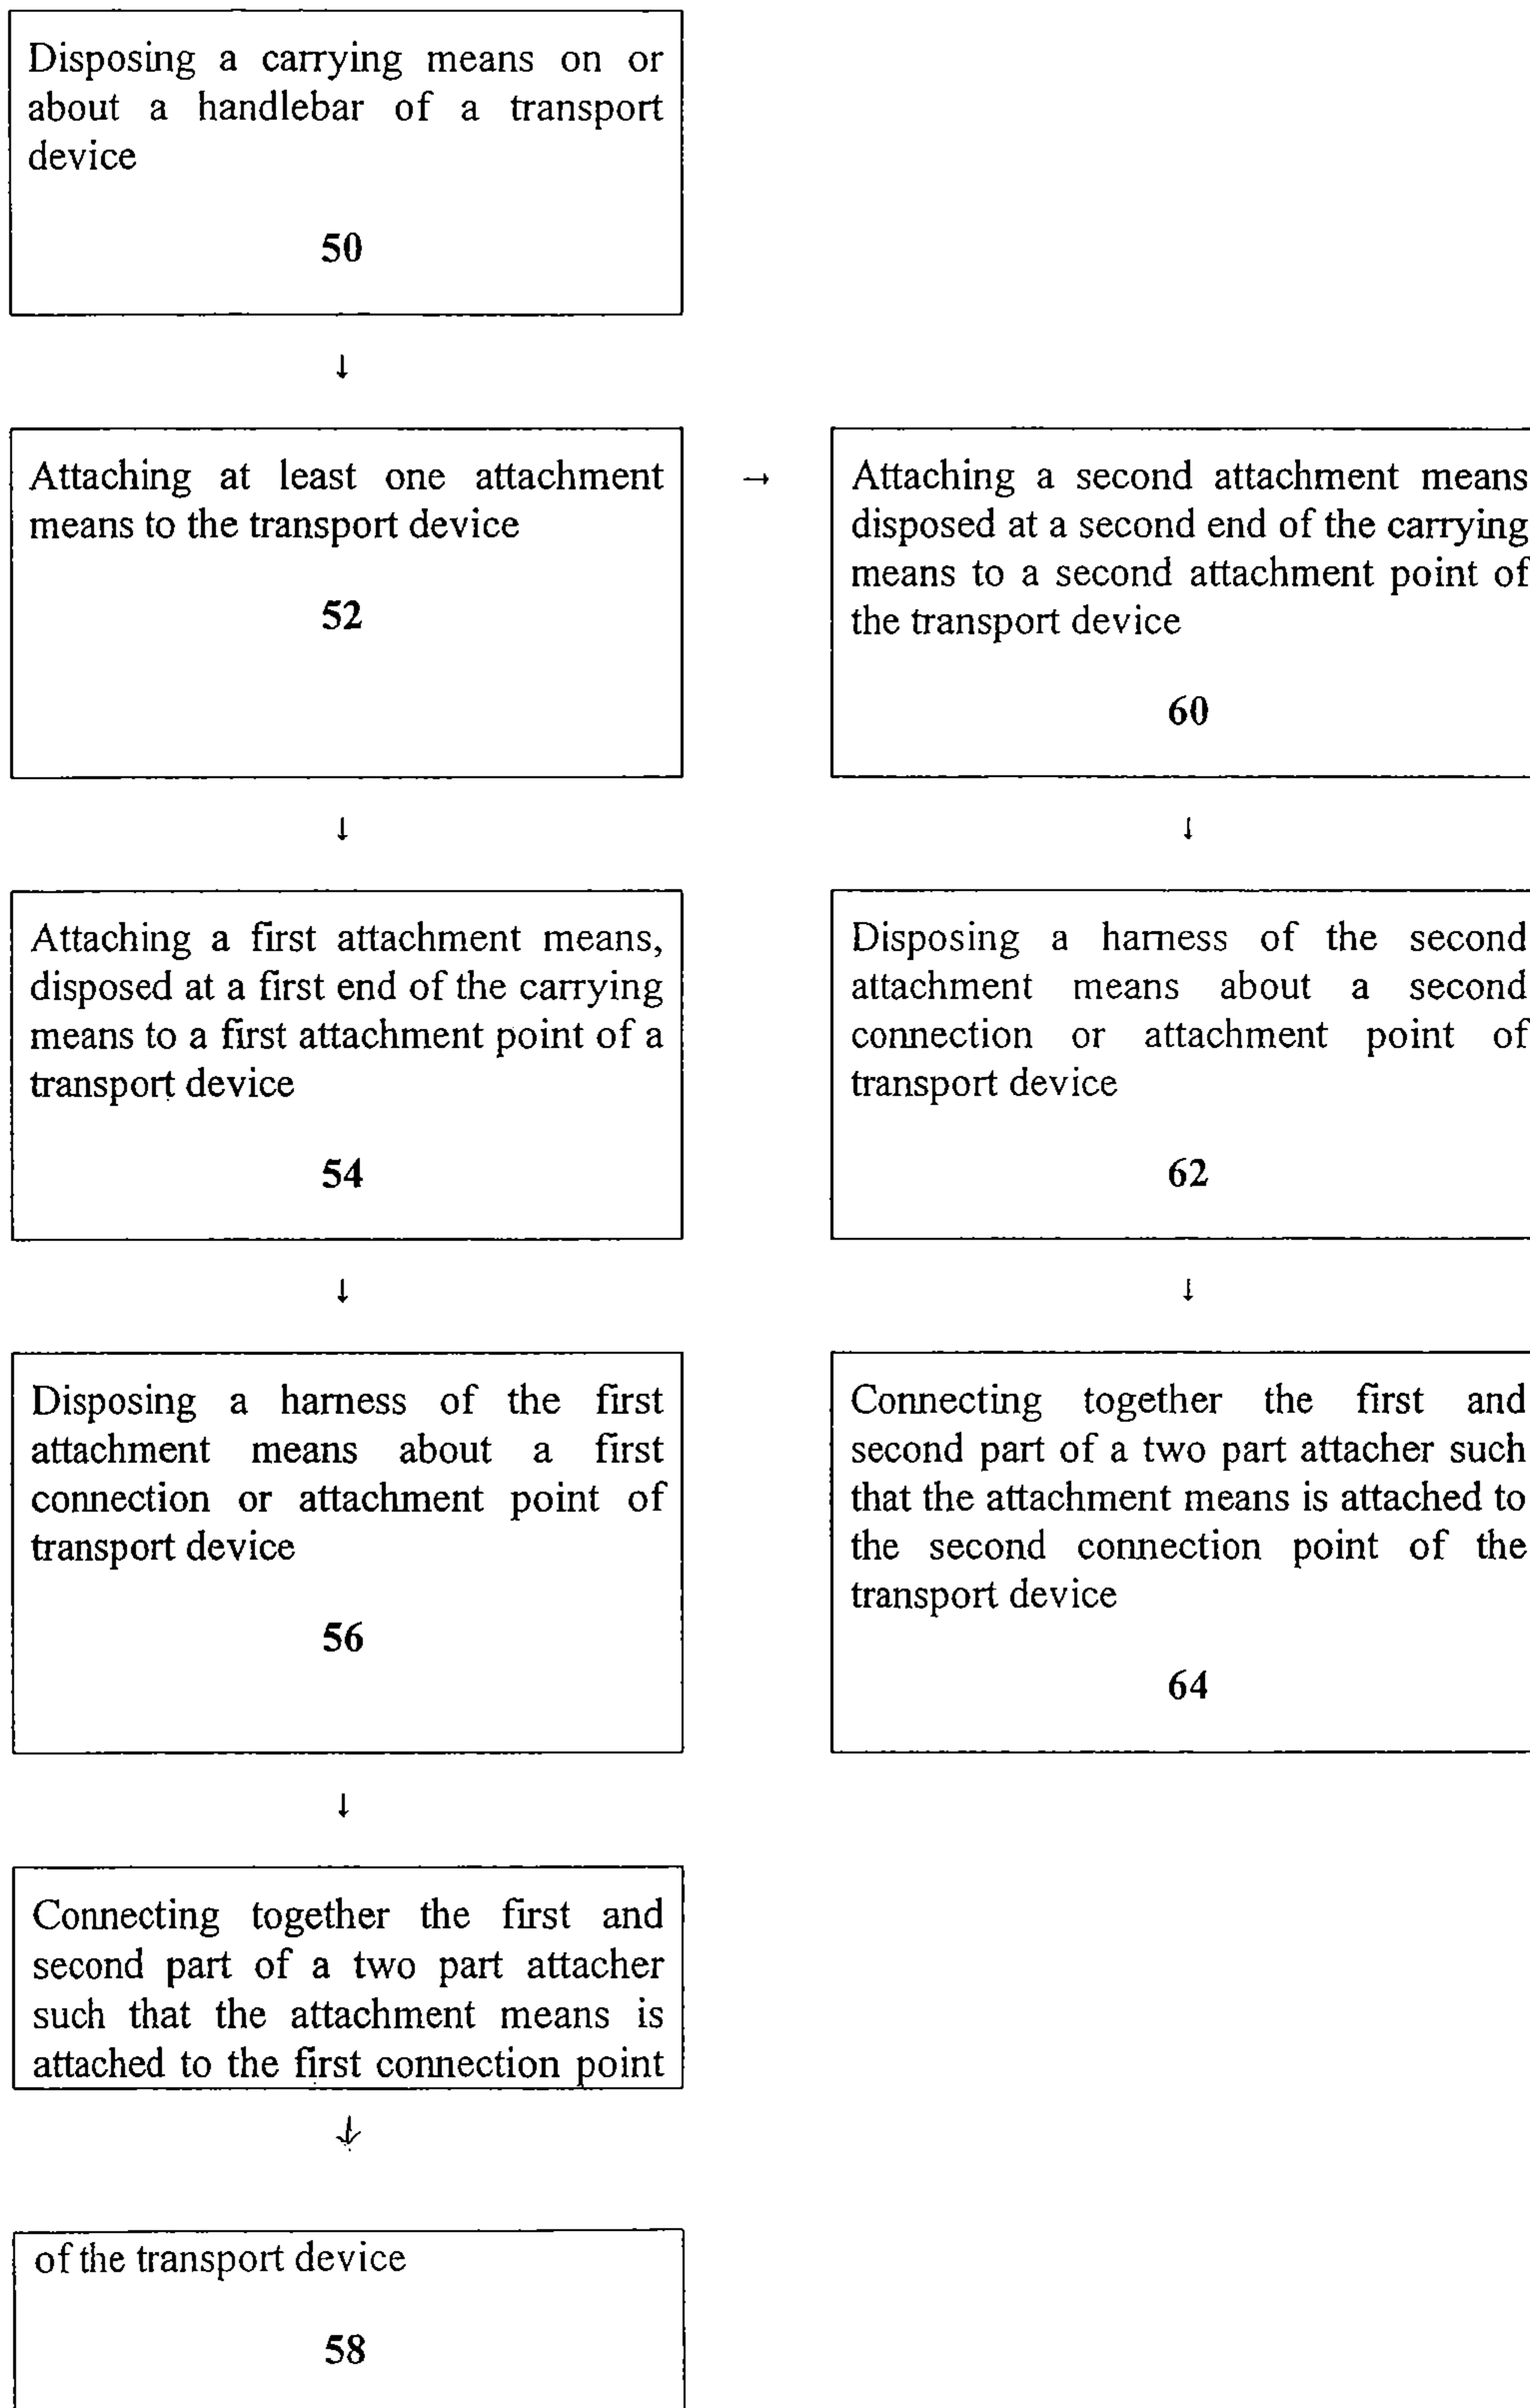 Disposing a carrying means on or
about a handlebar of a transport
device
50
↓
Attaching at least one attachment
means to the transport device
52
→
Attaching a second attachment means
disposed at a second end of the carrying
means to a second attachment point of
the transport device
60
↓
↓
Attaching a first attachment means,
disposed at a first end of the carrying
means to a first attachment point of a
transport device
54
Disposing a harness of the second
attachment means about a second
connection or attachment point of
transport device
62
↓
↓
Disposing a harness of the first
attachment means about a first
connection or attachment point of
transport device
56
Connecting together the first and
second part of a two part attacher such
that the attachment means is attached to
the second connection point of the
transport device
64
↓
Connecting together the first and
second part of a two part attacher
such that the attachment means is
attached to the first connection point
↓
of the transport device
58